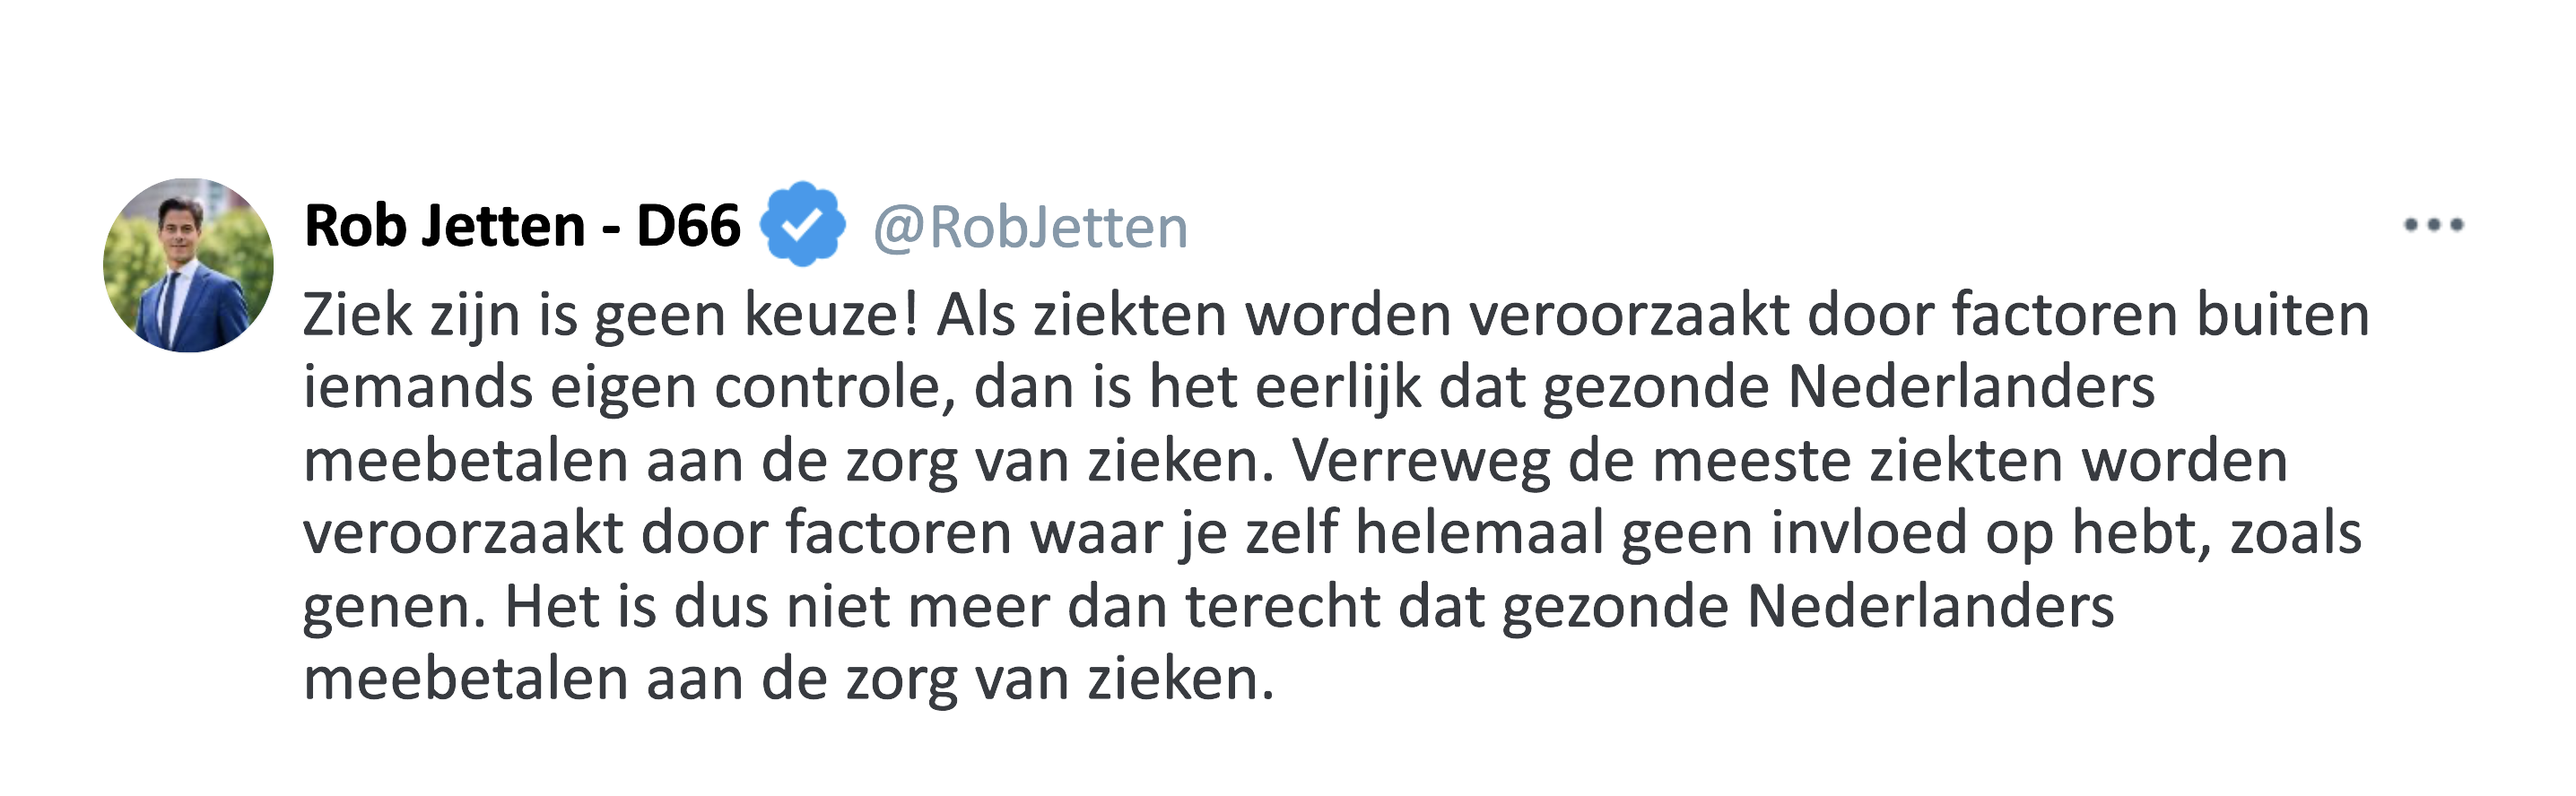 Rob Jetten - D66 @RobJetten
Ziek zijn is geen keuze! Als ziekten worden veroorzaakt door factoren buiten
iemands eigen controle, dan is het eerlijk dat gezonde Nederlanders
meebetalen aan de zorg van zieken. Verreweg de meeste ziekten worden
veroorzaakt door factoren waar je zelf helemaal geen invloed op hebt, zoals
genen. Het is dus niet meer dan terecht dat gezonde Nederlanders
meebetalen aan de zorg van zieken.